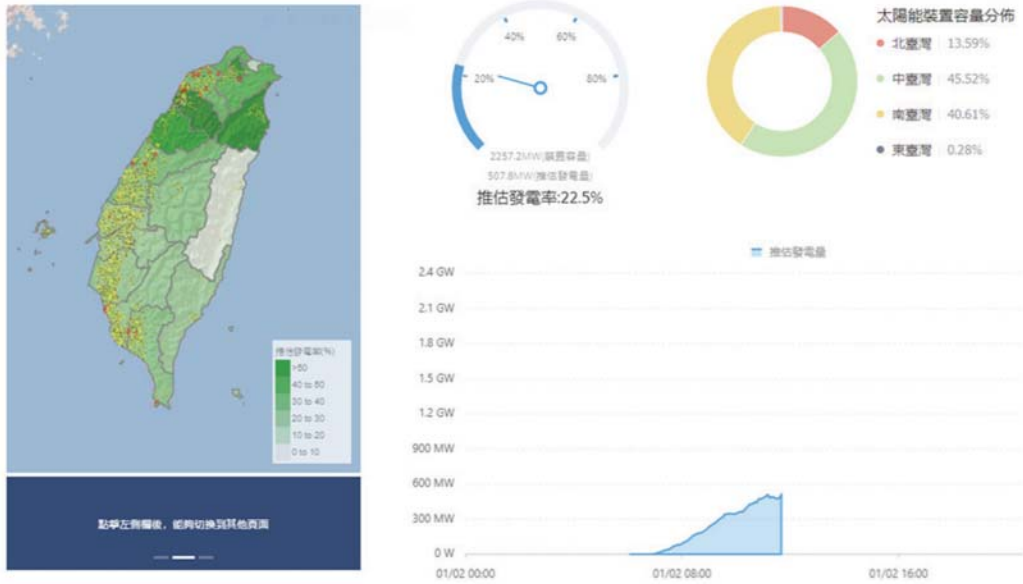 推估發電率(%)
>50
40 to 50
30 to 40
20 to 30
10 to 20
0 to 10
點擊左側欄後，能夠切換到其他頁面
20%
40%
60%
80%
2257.2MW(裝置容量)
507.8MW(推估發電量)
推估發電率:22.5%
太陽能裝置容量分佈
北臺灣 13.59%
中臺灣 45.52%
南臺灣 40.61%
東臺灣 0.28%
推估發電量
2.4 GW
2.1 GW
1.8 GW
1.5 GW
1.2 GW
900 MW
600 MW
300 MW
0 W
01/02 00:00
01/02 08:00
01/02 16:00